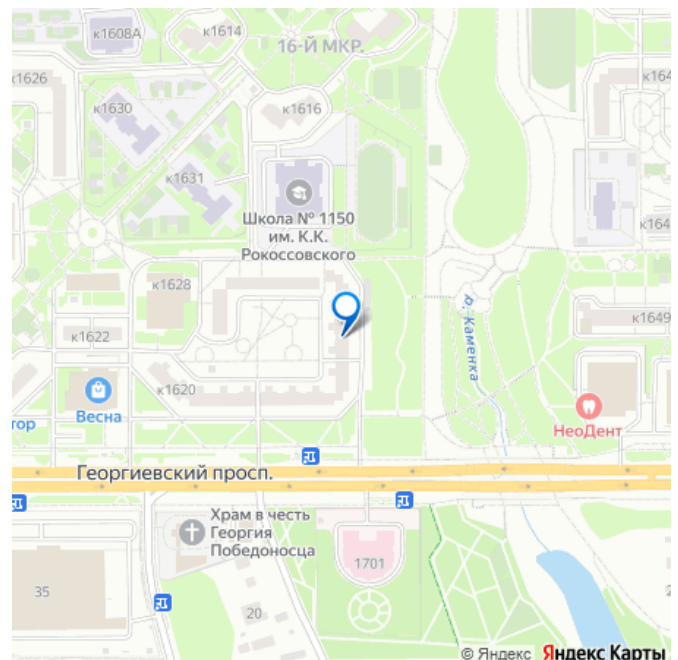 к1608А
к1614
16-Й МКР.
к1626
к164
к1630
к1616
к1631
Школа № 1150
им. К.К.
Рокоссовского
к164
к1628
р. Каменка
к1649
к1622
к1620
Весна
тор
НеоДент
Георгиевский просп.
Храм в честь
Георгия
Победоносца
1701
35
20
© Яндекс Яндекс Карты